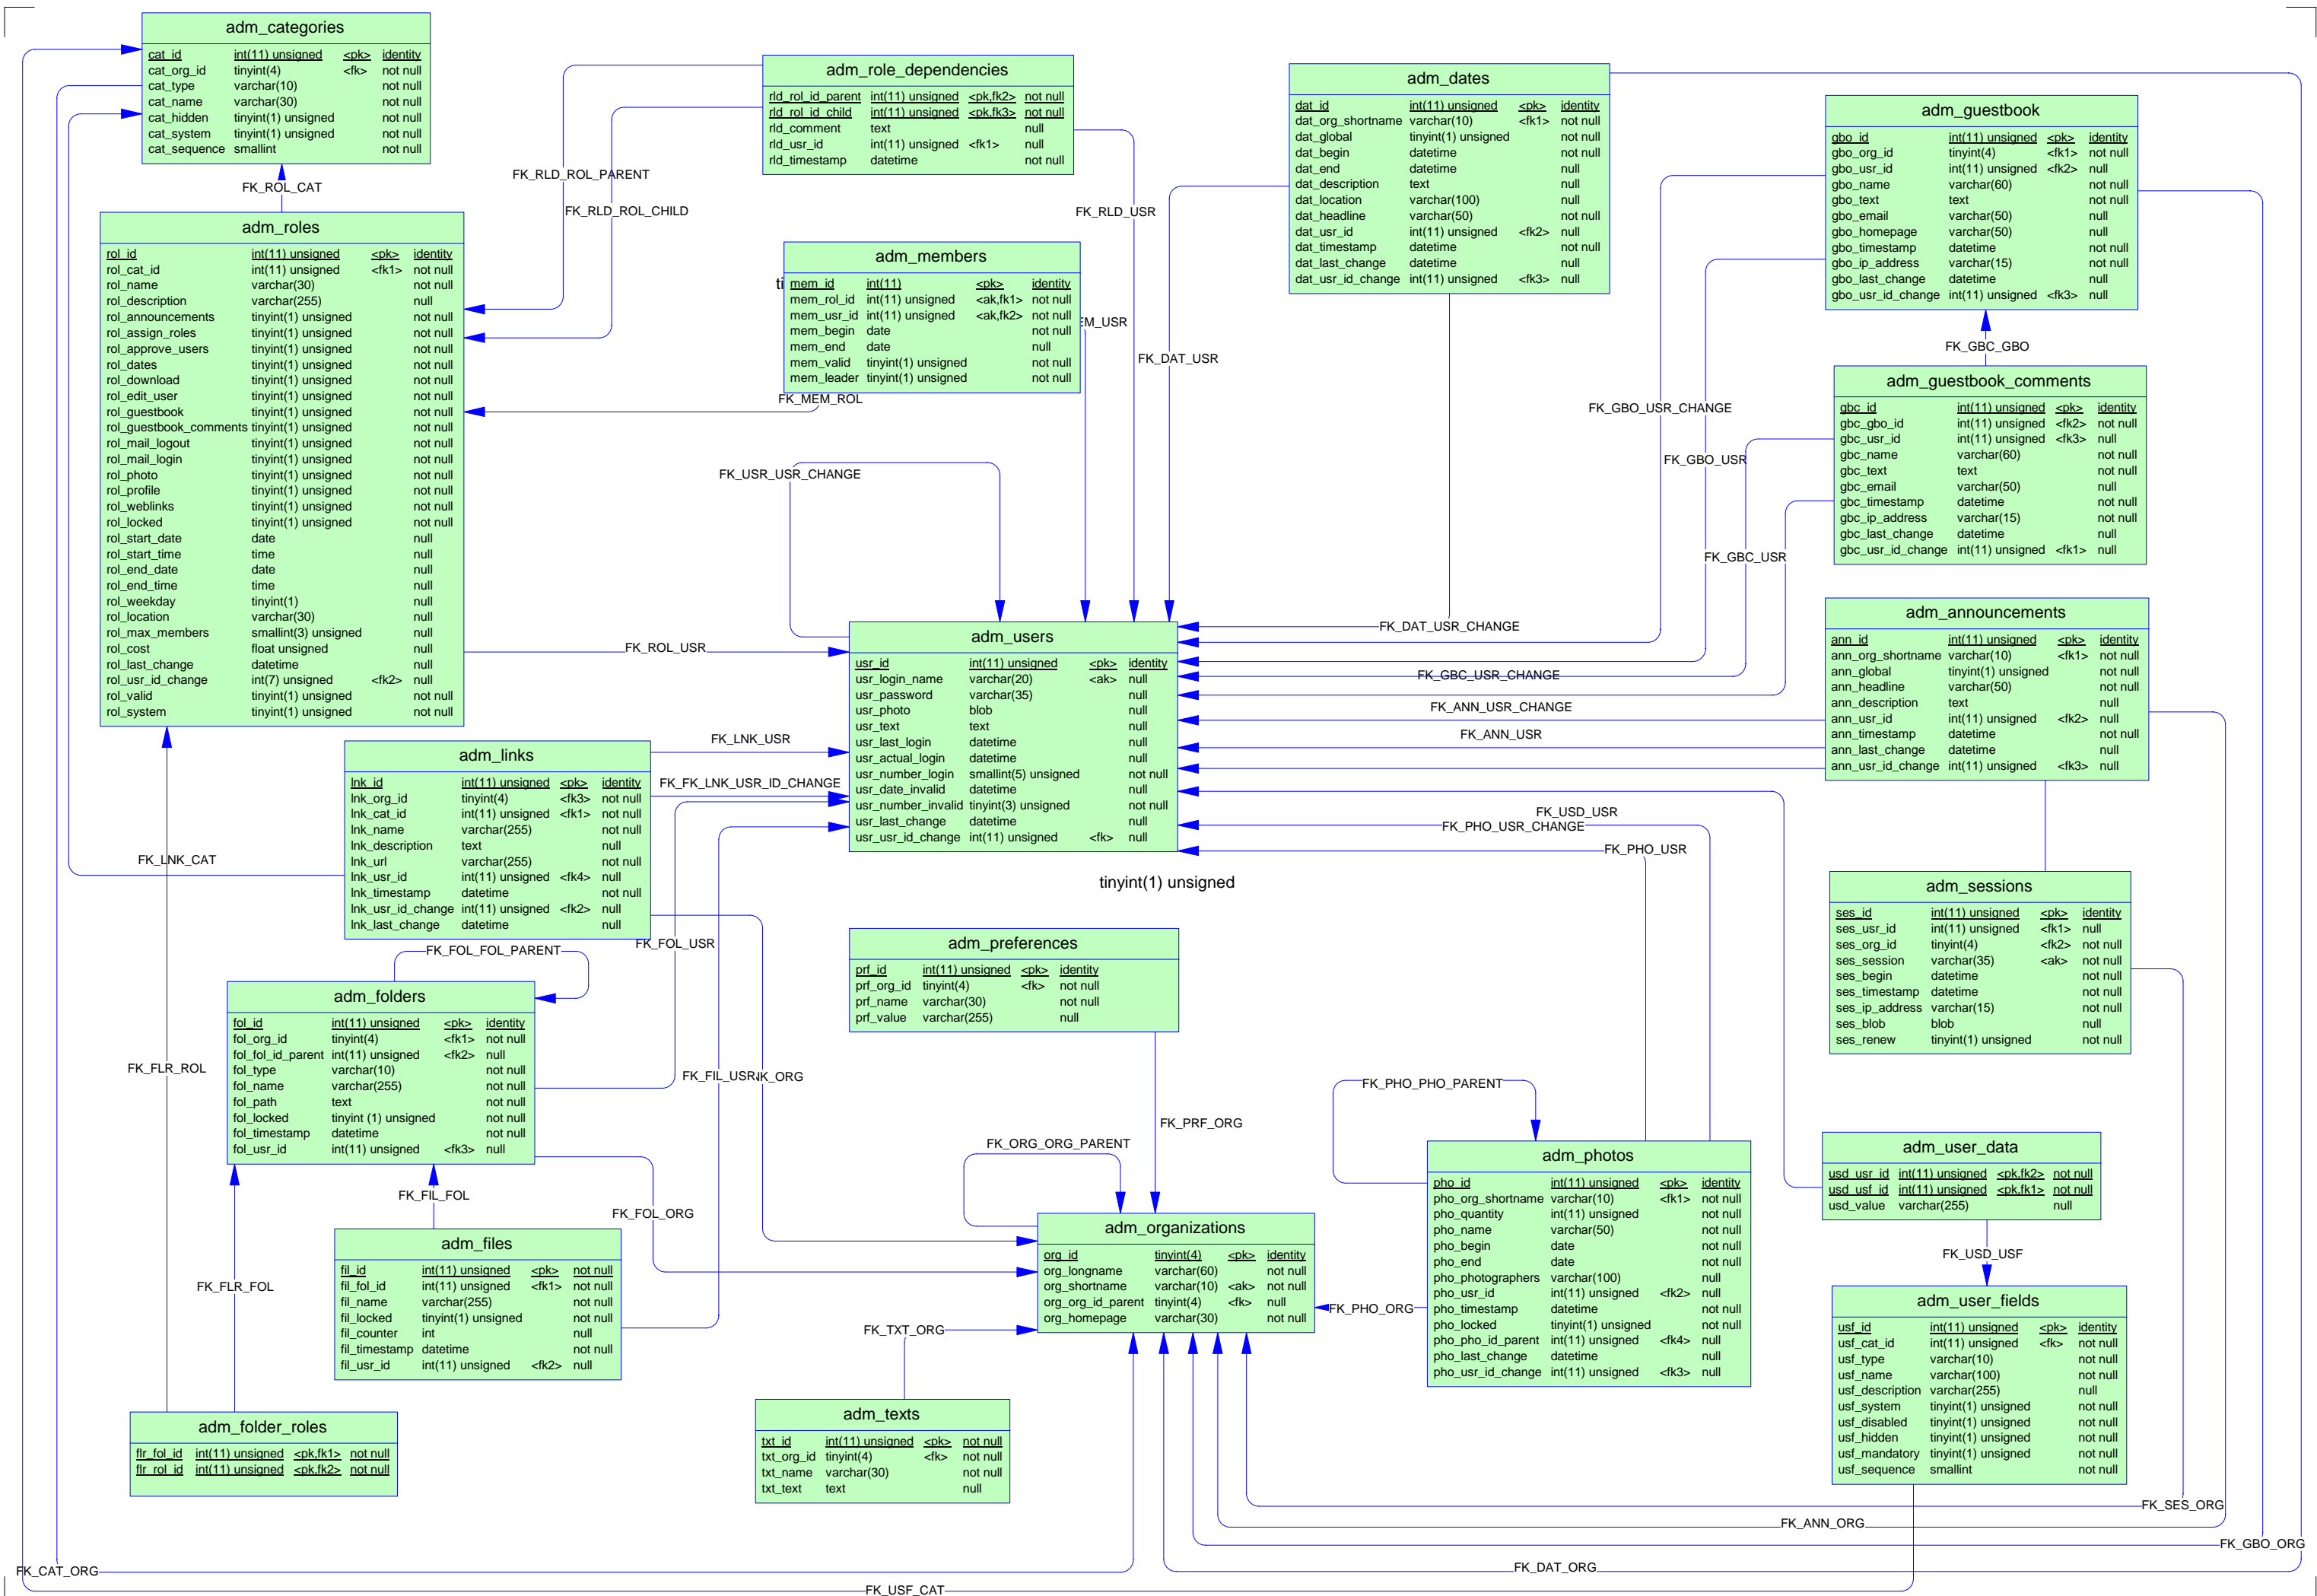 adm_categories
cat_id int(11) unsigned <pk> identity
cat_org_id tinyint(4) <fk> not null
cat_type varchar(10) not null
cat_name varchar(30) not null
cat_hidden tinyint(1) unsigned not null
cat_system tinyint(1) unsigned not null
cat_sequence smallint not null
FK_ROL_CAT
adm_role_dependencies
rld_rol_id_parent int(11) unsigned <pk,fk2> not null
rld_rol_id_child int(11) unsigned <pk,fk3> not null
rld_comment text null
rld_usr_id int(11) unsigned <fk1> null
rld_timestamp datetime not null
FK_RLD_ROL_PARENT
FK_RLD_ROL_CHILD
FK_RLD_USR
adm_dates
dat_id int(11) unsigned <pk> identity
dat_org_shortname varchar(10) <fk1> not null
dat_global tinyint(1) unsigned not null
dat_begin datetime not null
dat_end datetime null
dat_description text null
dat_location varchar(100) null
dat_headline varchar(50) not null
dat_usr_id int(11) unsigned <fk2> null
dat_timestamp datetime not null
dat_last_change datetime null
dat_usr_id_change int(11) unsigned <fk3> null
FK_DAT_USR
adm_guestbook
gbo_id int(11) unsigned <pk> identity
gbo_org_id tinyint(4) <fk1> not null
gbo_usr_id int(11) unsigned <fk2> null
gbo_name varchar(60) not null
gbo_text text not null
gbo_email varchar(50) null
gbo_homepage varchar(50) null
gbo_timestamp datetime not null
gbo_ip_address varchar(15) not null
gbo_last_change datetime null
gbo_usr_id_change int(11) unsigned <fk3> null
FK_GBC_GBO
adm_roles
rol_id int(11) unsigned <pk> identity
rol_cat_id int(11) unsigned <fk1> not null
rol_name varchar(30) not null
rol_description varchar(255) null
rol_announcements tinyint(1) unsigned not null
rol_assign_roles tinyint(1) unsigned not null
rol_approve_users tinyint(1) unsigned not null
rol_dates tinyint(1) unsigned not null
rol_download tinyint(1) unsigned not null
rol_edit_user tinyint(1) unsigned not null
rol_guestbook tinyint(1) unsigned not null
rol_guestbook_comments tinyint(1) unsigned not null
rol_mail_logout tinyint(1) unsigned not null
rol_mail_login tinyint(1) unsigned not null
rol_photo tinyint(1) unsigned not null
rol_profile tinyint(1) unsigned not null
rol_weblinks tinyint(1) unsigned not null
rol_locked tinyint(1) unsigned not null
rol_start_date date null
rol_start_time time null
rol_end_date date null
rol_end_time time null
rol_weekday tinyint(1) null
rol_location varchar(30) null
rol_max_members smallint(3) unsigned null
rol_cost float unsigned null
rol_last_change datetime null
rol_usr_id_change int(7) unsigned <fk2> null
rol_valid tinyint(1) unsigned not null
rol_system tinyint(1) unsigned not null
adm_members
ti
mem_id int(11) <pk> identity
mem_rol_id int(11) unsigned <ak,fk1> not null
mem_usr_id int(11) unsigned <ak,fk2> not null
mem_begin date not null
mem_end date null
mem_valid tinyint(1) unsigned not null
mem_leader tinyint(1) unsigned not null
EM_USR
FK_MEM_ROL
FK_USR_USR_CHANGE
FK_GBO_USR_CHANGE
FK_GBO_USR
FK_GBC_USR
adm_guestbook_comments
gbc_id int(11) unsigned <pk> identity
gbc_gbo_id int(11) unsigned <fk2> not null
gbc_usr_id int(11) unsigned <fk3> null
gbc_name varchar(60) not null
gbc_text text not null
gbc_email varchar(50) null
gbc_timestamp datetime not null
gbc_ip_address varchar(15) not null
gbc_last_change datetime null
gbc_usr_id_change int(11) unsigned <fk1> null
FK_ROL_USR
adm_users
usr_id int(11) unsigned <pk> identity
usr_login_name varchar(20) <ak> null
usr_password varchar(35) null
usr_photo blob null
usr_text text null
usr_last_login datetime null
usr_actual_login datetime null
usr_number_login smallint(5) unsigned not null
usr_date_invalid datetime null
usr_number_invalid tinyint(3) unsigned not null
usr_last_change datetime null
usr_usr_id_change int(11) unsigned <fk> null
FK_DAT_USR_CHANGE
FK_GBC_USR_CHANGE
FK_ANN_USR_CHANGE
FK_ANN_USR
FK_USD_USR
FK_PHO_USR_CHANGE
FK_PHO_USR
tinyint(1) unsigned
adm_announcements
ann_id int(11) unsigned <pk> identity
ann_org_shortname varchar(10) <fk1> not null
ann_global tinyint(1) unsigned not null
ann_headline varchar(50) not null
ann_description text null
ann_usr_id int(11) unsigned <fk2> null
ann_timestamp datetime not null
ann_last_change datetime null
ann_usr_id_change int(11) unsigned <fk3> null
adm_links
lnk_id int(11) unsigned <pk> identity
lnk_org_id tinyint(4) <fk3> not null
lnk_cat_id int(11) unsigned <fk1> not null
lnk_name varchar(255) not null
lnk_description text null
lnk_url varchar(255) not null
lnk_usr_id int(11) unsigned <fk4> null
lnk_timestamp datetime not null
lnk_usr_id_change int(11) unsigned <fk2> null
lnk_last_change datetime null
FK_LNK_USR
FK_FK_LNK_USR_ID_CHANGE
FK_LNK_CAT
FK_FOL_USR
FK_FOL_FOL_PARENT
adm_sessions
ses_id int(11) unsigned <pk> identity
ses_usr_id int(11) unsigned <fk1> null
ses_org_id tinyint(4) <fk2> not null
ses_session varchar(35) <ak> not null
ses_begin datetime not null
ses_timestamp datetime not null
ses_ip_address varchar(15) not null
ses_blob blob null
ses_renew tinyint(1) unsigned not null
adm_preferences
prf_id int(11) unsigned <pk> identity
prf_org_id tinyint(4) <fk> not null
prf_name varchar(30) not null
prf_value varchar(255) null
adm_folders
fol_id int(11) unsigned <pk> identity
fol_org_id tinyint(4) <fk1> not null
fol_fol_id_parent int(11) unsigned <fk2> null
fol_type varchar(10) not null
fol_name varchar(255) not null
fol_path text not null
fol_locked tinyint (1) unsigned not null
fol_timestamp datetime not null
fol_usr_id int(11) unsigned <fk3> null
FK_FLR_ROL
FK_FIL_USR
K_ORG
FK_PRF_ORG
FK_ORG_ORG_PARENT
FK_PHO_PHO_PARENT
FK_FIL_FOL
FK_FOL_ORG
FK_FLR_FOL
adm_photos
pho_id int(11) unsigned <pk> identity
pho_org_shortname varchar(10) <fk1> not null
pho_quantity int(11) unsigned not null
pho_name varchar(50) not null
pho_begin date not null
pho_end date not null
pho_photographers varchar(100) null
pho_usr_id int(11) unsigned <fk2> null
pho_timestamp datetime not null
pho_locked tinyint(1) unsigned not null
pho_pho_id_parent int(11) unsigned <fk4> null
pho_last_change datetime null
pho_usr_id_change int(11) unsigned <fk3> null
adm_user_data
usd_usr_id int(11) unsigned <pk,fk2> not null
usd_usf_id int(11) unsigned <pk,fk1> not null
usd_value varchar(255) null
FK_USD_USF
adm_organizations
org_id tinyint(4) <pk> identity
org_longname varchar(60) not null
org_shortname varchar(10) <ak> not null
org_org_id_parent tinyint(4) <fk> null
org_homepage varchar(30) not null
FK_PHO_ORG
FK_TXT_ORG
adm_files
fil_id int(11) unsigned <pk> not null
fil_fol_id int(11) unsigned <fk1> not null
fil_name varchar(255) not null
fil_locked tinyint(1) unsigned not null
fil_counter int null
fil_timestamp datetime not null
fil_usr_id int(11) unsigned <fk2> null
adm_user_fields
usf_id int(11) unsigned <pk> identity
usf_cat_id int(11) unsigned <fk> not null
usf_type varchar(10) not null
usf_name varchar(100) not null
usf_description varchar(255) null
usf_system tinyint(1) unsigned not null
usf_disabled tinyint(1) unsigned not null
usf_hidden tinyint(1) unsigned not null
usf_mandatory tinyint(1) unsigned not null
usf_sequence smallint not null
adm_folder_roles
flr_fol_id int(11) unsigned <pk,fk1> not null
flr_rol_id int(11) unsigned <pk,fk2> not null
adm_texts
txt_id int(11) unsigned <pk> not null
txt_org_id tinyint(4) <fk> not null
txt_name varchar(30) not null
txt_text text null
FK_SES_ORG
FK_ANN_ORG
FK_GBO_ORG
FK_DAT_ORG
FK_CAT_ORG
FK_USF_CAT